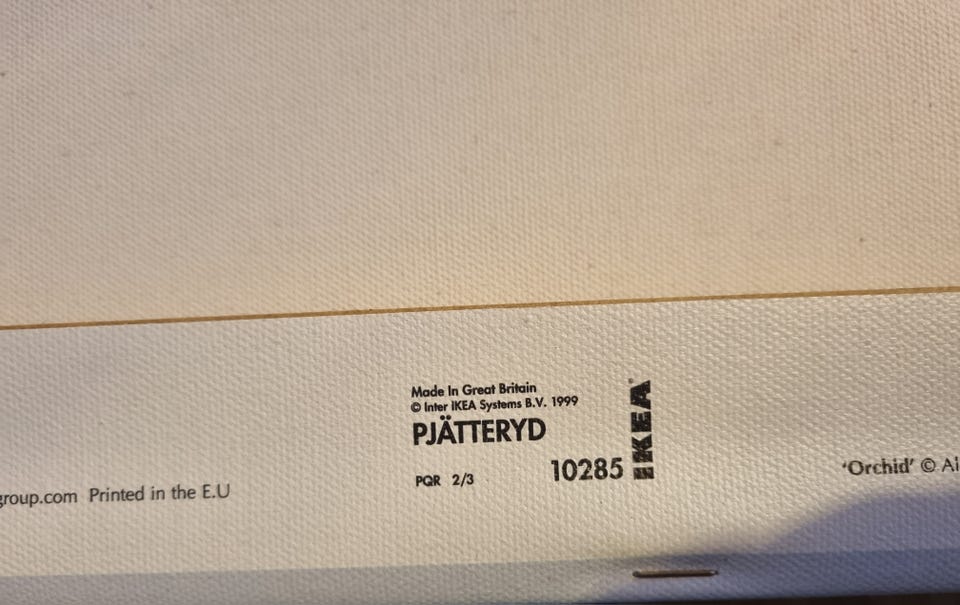 Made In Great Britain
© Inter IKEA Systems B.V. 1999
PJÄTTERYD
PQR 2/3
10285
IKEA
group.com Printed in the E.U
'Orchid' ©